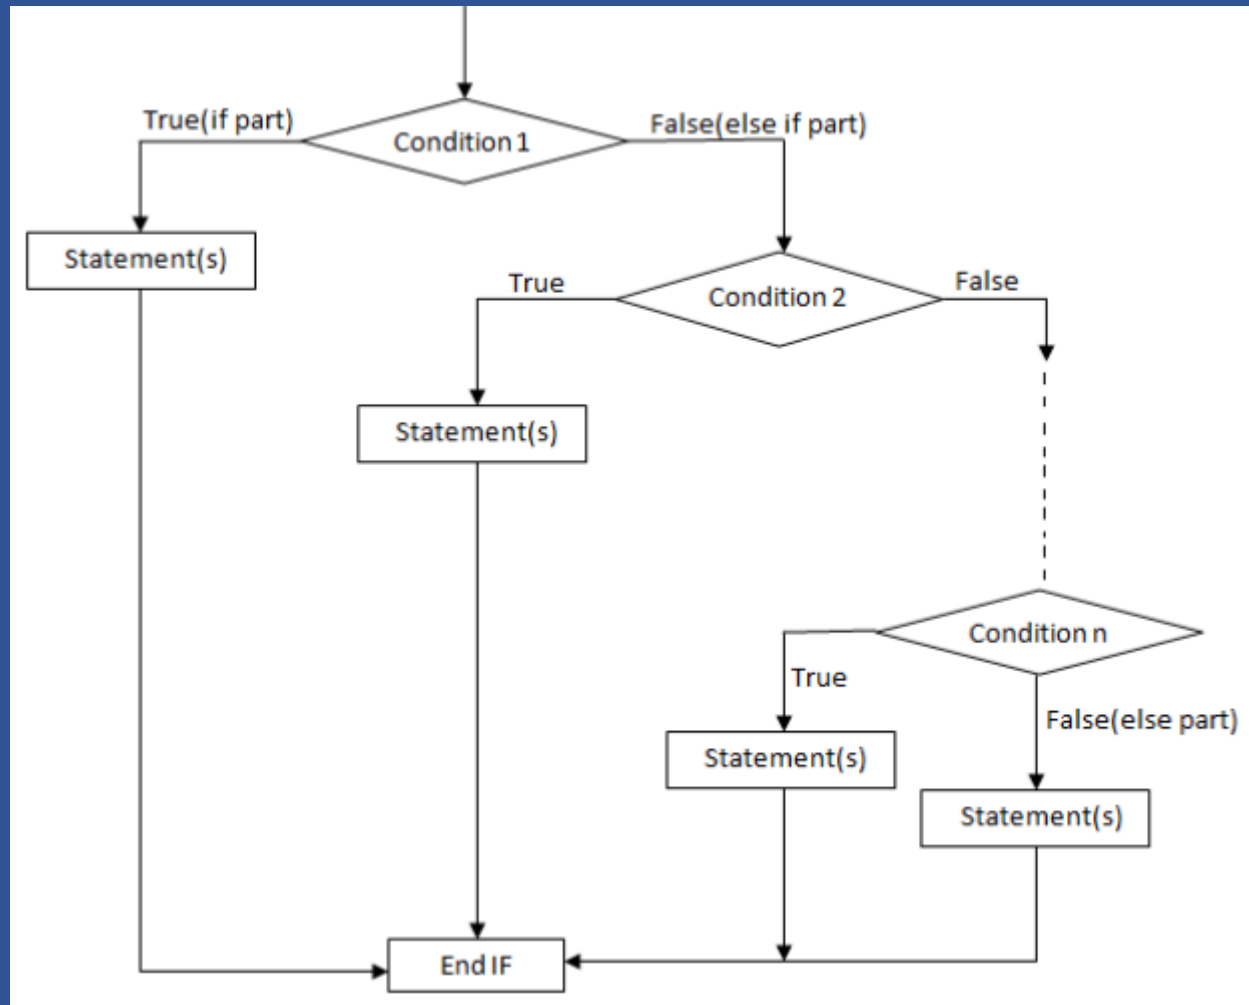 True(if part)
Condition 1
False(else if part)
Statement(s)
True
Condition 2
False
Statement(s)
Condition n
True
False(else part)
Statement(s)
Statement(s)
End IF